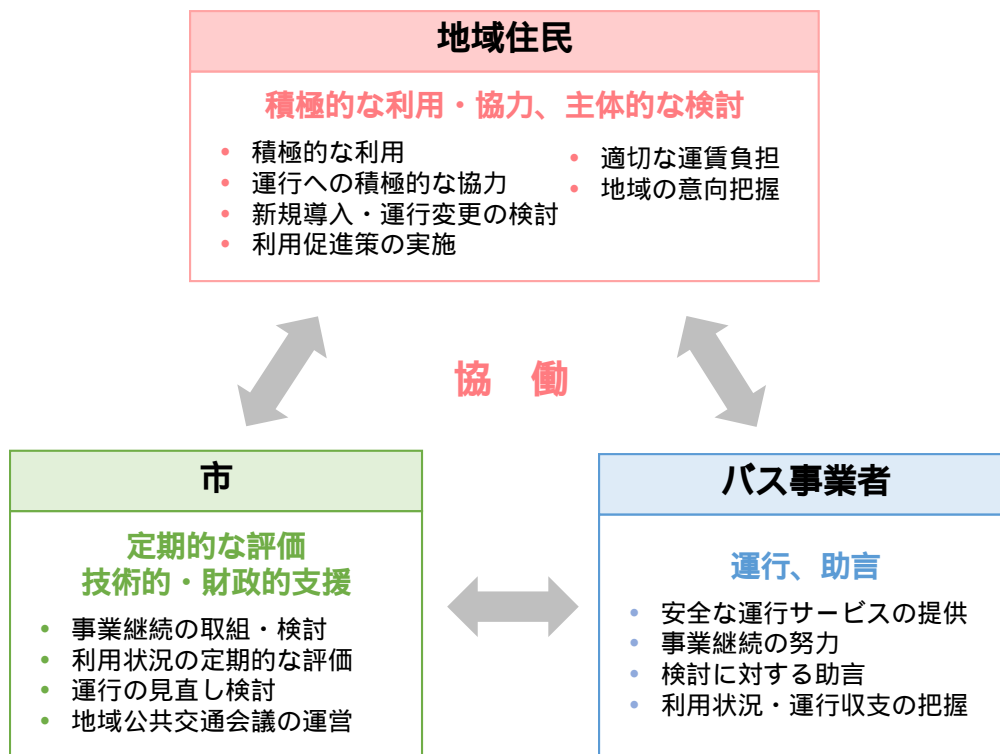 地域住民
積極的な利用・協力、主体的な検討
• 積極的な利用
• 運行への積極的な協力
• 新規導入・運行変更の検討
• 利用促進策の実施
• 適切な運賃負担
• 地域の意向把握
協 働
市
定期的な評価
技術的・財政的支援
• 事業継続の取組・検討
• 利用状況の定期的な評価
• 運行の見直し検討
• 地域公共交通会議の運営
バス事業者
運行、助言
• 安全な運行サービスの提供
• 事業継続の努力
• 検討に対する助言
• 利用状況・運行収支の把握